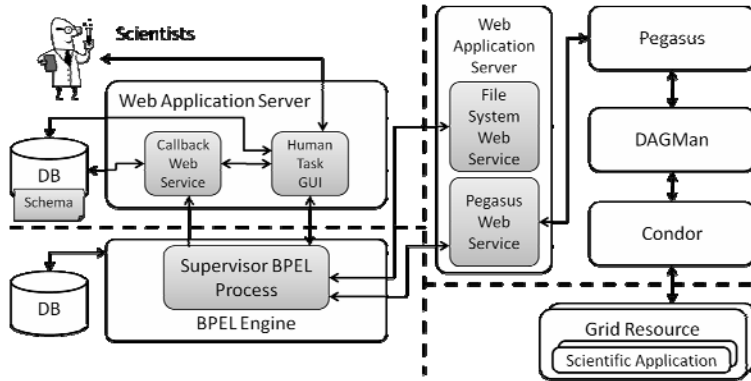 Scientists
Web Application Server
Callback
Web
Service
Human
Task
GUI
DB
Schema
DB
Supervisor BPEL
Process
BPEL Engine
Web
Application
Server
File
System
Web
Service
Pegasus
Web
Service
Pegasus
DAGMan
Condor
Grid Resource
Scientific Application